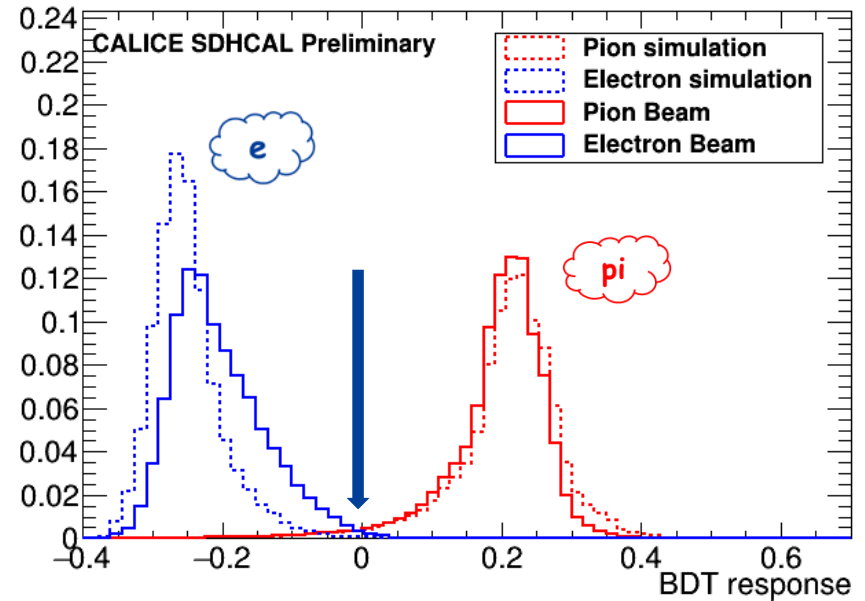 CALICE SDHCAL Preliminary
Pion simulation
Electron simulation
Pion Beam
Electron Beam
e
pi
0.24
0.22
0.2
0.18
0.16
0.14
0.12
0.1
0.08
0.06
0.04
0.02
0
−0.4 −0.2 0 0.2 0.4 0.6
BDT response